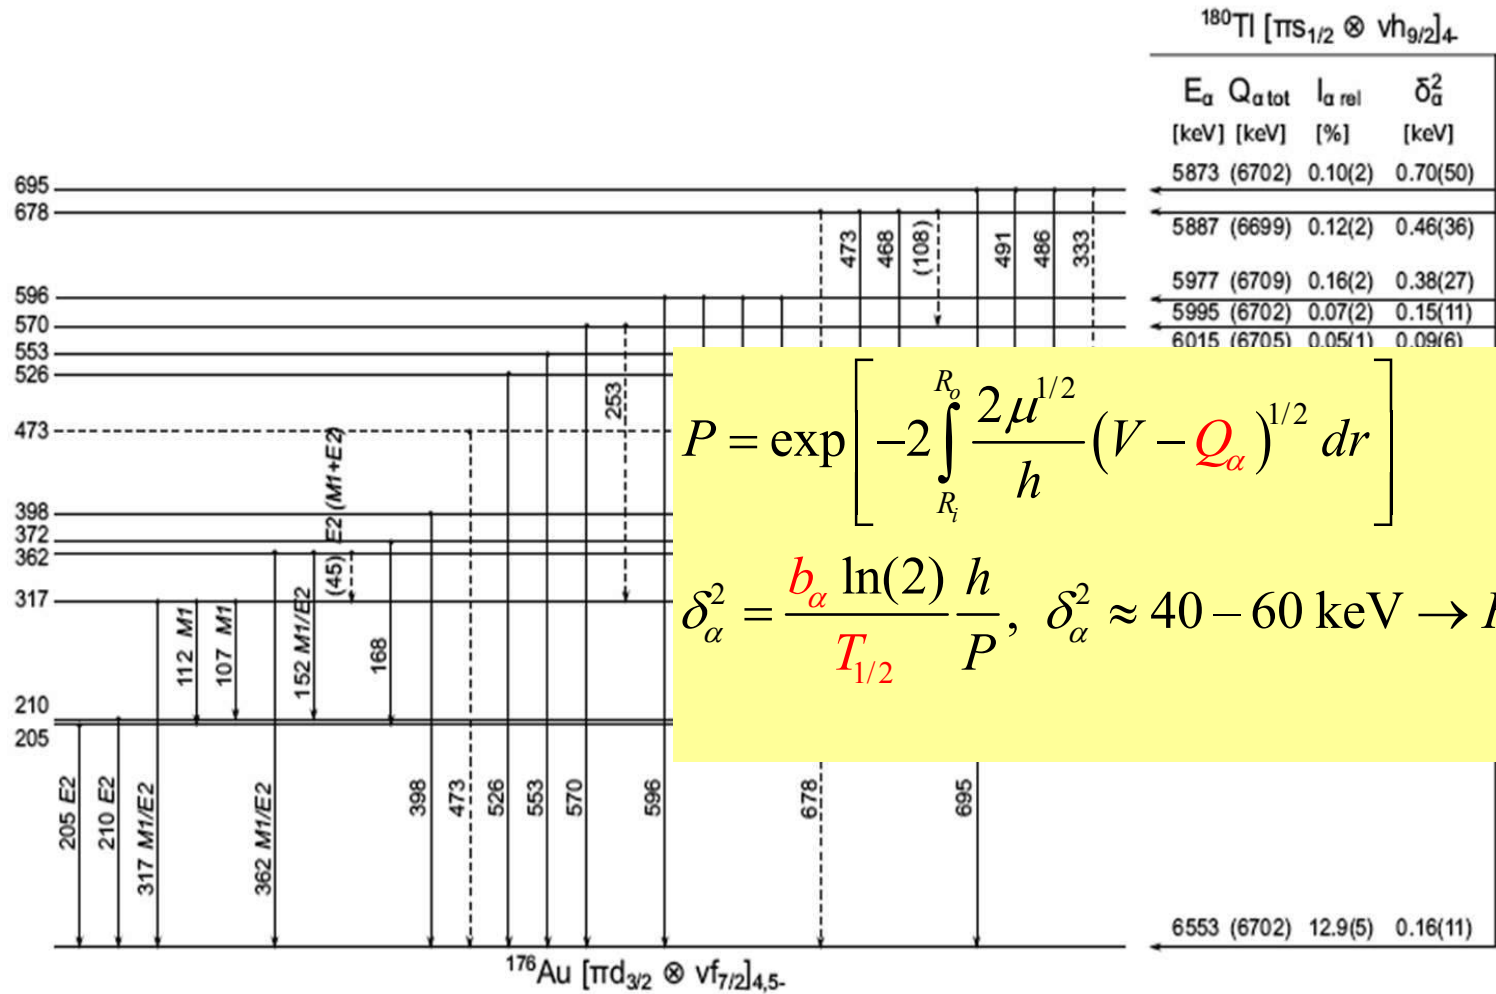 ¹⁸⁰Tl [πs₁/₂ ⊗ νh₉/₂]₄₋
Eα Qα tot Iα rel δ²α
[keV] [keV] [%] [keV]
5873 (6702) 0.10(2) 0.70(50)
5887 (6699) 0.12(2) 0.46(36)
5977 (6709) 0.16(2) 0.38(27)
5995 (6702) 0.07(2) 0.15(11)
6015 (6705) 0.05(1) 0.09(6)
695
678
596
570
553
526
473
398
372
362
317
210
205
473
468
(108)
491
486
333
253
(45) E2 (M1+E2)
112 M1
107 M1
152 M1/E2
168
P = exp[ −2 ∫_{Rᵢ}^{Rₒ} 2μ^{1/2}/h (V − Qα)^{1/2} dr ]
δ²α = bα ln(2)/T₁/₂ h/P, δ²α ≈ 40 – 60 keV →
205 E2
210 E2
317 M1/E2
362 M1/E2
398
473
526
553
570
596
678
695
6553 (6702) 12.9(5) 0.16(11)
¹⁷⁶Au [πd₃/₂ ⊗ νf₇/₂]₄,₅₋